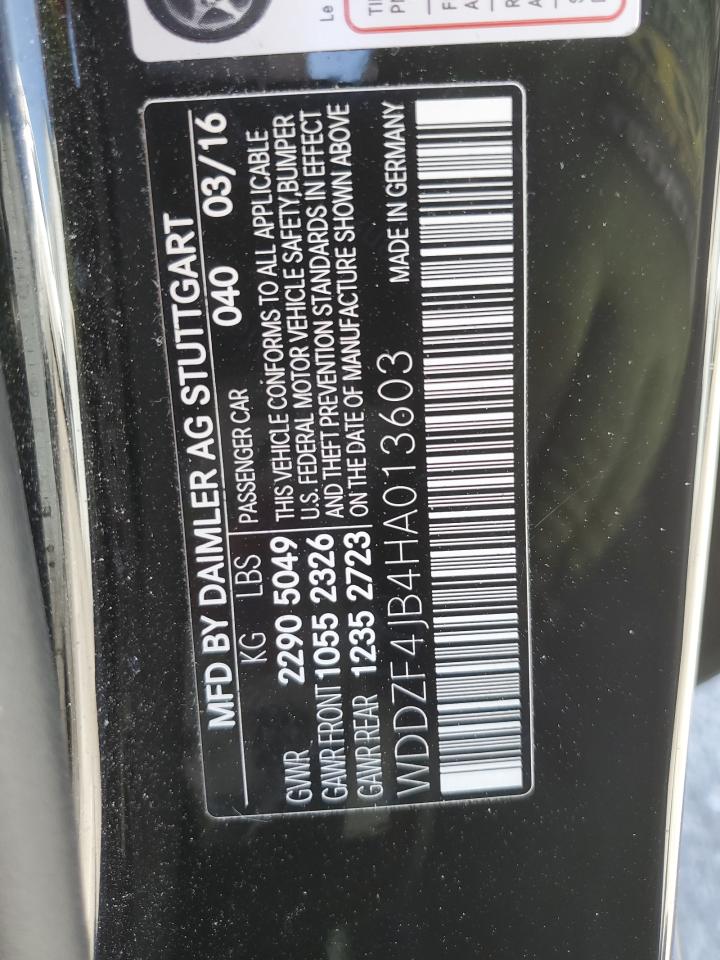 MFD BY DAIMLER AG STUTTGART
040 03/16
KG LBS
PASSENGER CAR
GVWR 2290 5049
GAWR FRONT 1055 2326
GAWR REAR 1235 2723
THIS VEHICLE CONFORMS TO ALL APPLICABLE
U.S. FEDERAL MOTOR VEHICLE SAFETY,BUMPER
AND THEFT PREVENTION STANDARDS IN EFFECT
ON THE DATE OF MANUFACTURE SHOWN ABOVE
WDDZF4JB4HA013603
MADE IN GERMANY
Le